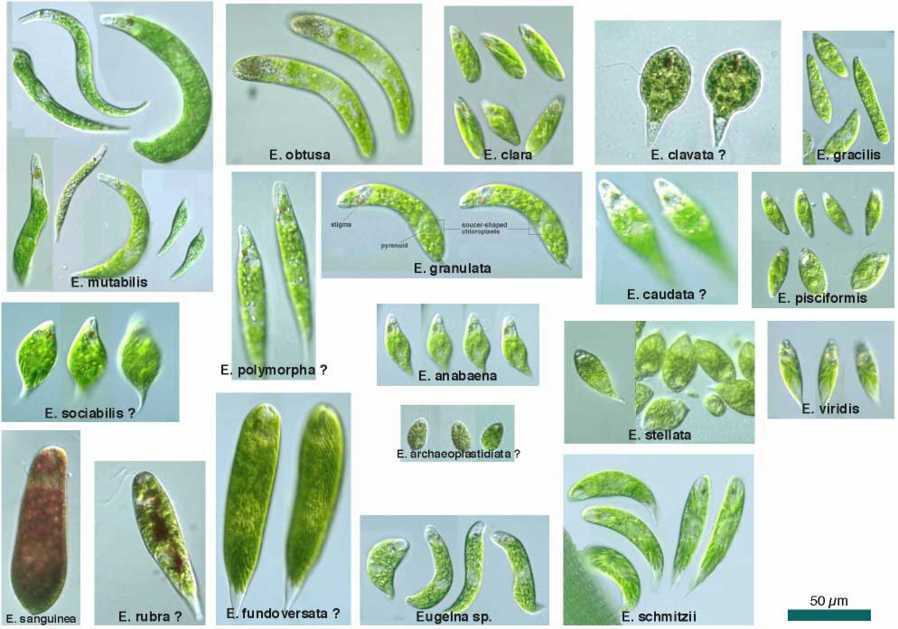 E. obtusa
E. clara
E. clavata ?
E. gracilis
E. mutabilis
stigma
pyrenoid
soucer-shaped
chloroplasts
E. granulata
E. caudata ?
E. pisciformis
E. polymorpha ?
E. anabaena
E. sociabilis ?
E. stellata
E. viridis
E. archaeoplastidiata ?
E. sanguinea
E. rubra ?
E. fundoversata ?
Eugelna sp.
E. schmitzii
50 µm